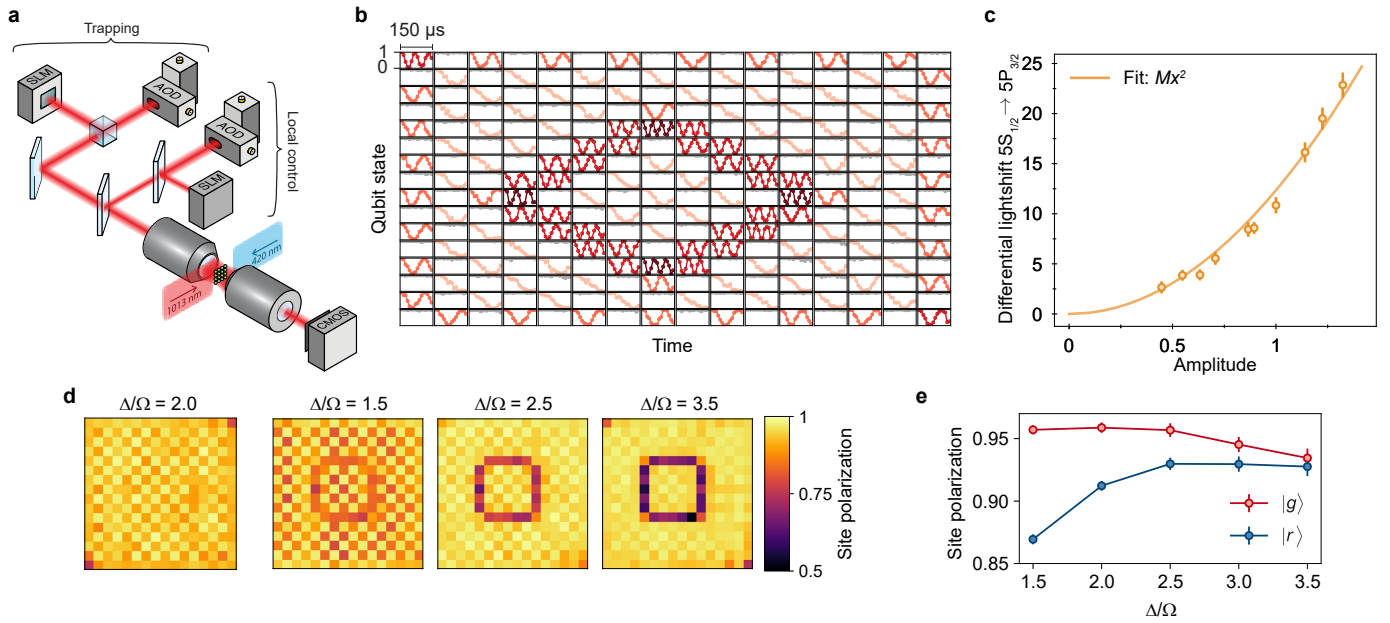 a
Trapping
SLM
AOD
AOD
SLM
Local control
420 nm
1013 nm
CMOS
b
150 µs
1
0
Qubit state
Time
c
Differential lightshift 5S1/2 → 5P3/2
25
20
15
10
5
0
Fit: Mx²
0
0.5
1
Amplitude
d
Δ/Ω = 2.0
Δ/Ω = 1.5
Δ/Ω = 2.5
Δ/Ω = 3.5
1
0.75
0.5
Site polarization
e
Site polarization
0.95
0.90
0.85
|g⟩
|r⟩
1.5
2.0
2.5
3.0
3.5
Δ/Ω